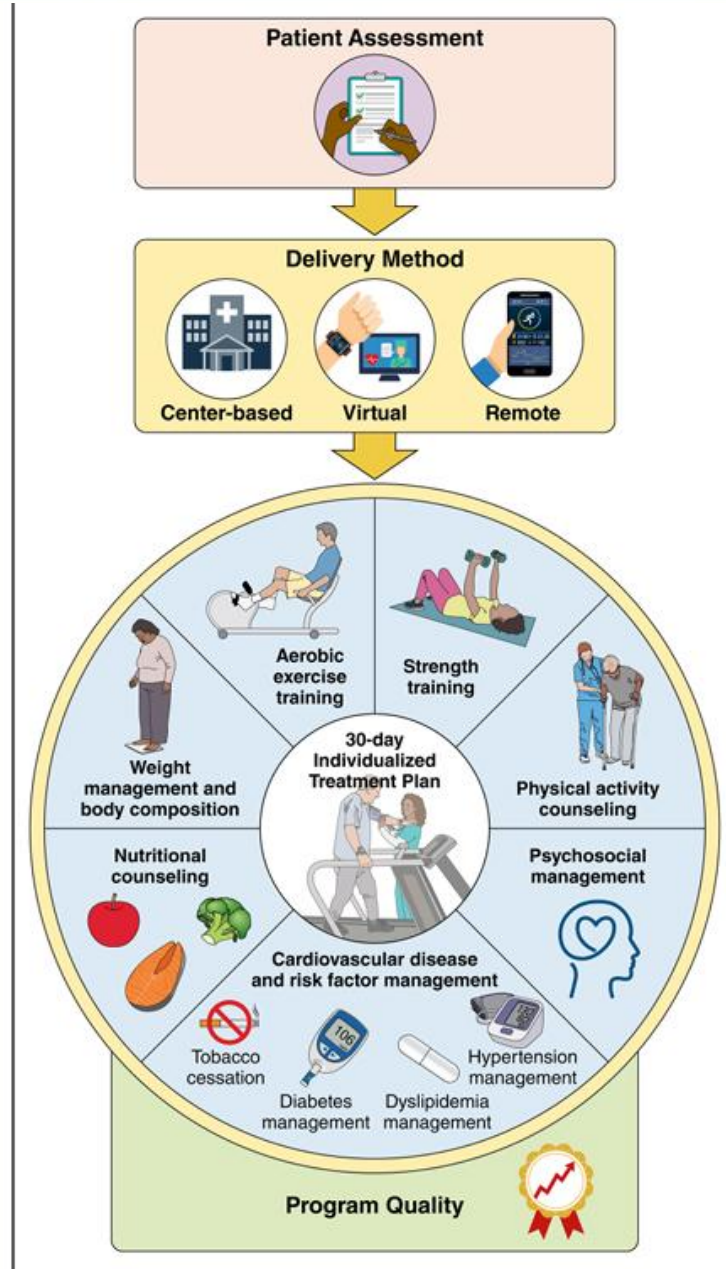 Patient Assessment
Delivery Method
Center-based
Virtual
Remote
Aerobic
exercise
training
Strength
training
Weight
management and
body composition
30-day
Individualized
Treatment Plan
Physical activity
counseling
Nutritional
counseling
Psychosocial
management
Cardiovascular disease
and risk factor management
Tobacco
cessation
106
Diabetes
management
Dyslipidemia
management
Hypertension
management
Program Quality